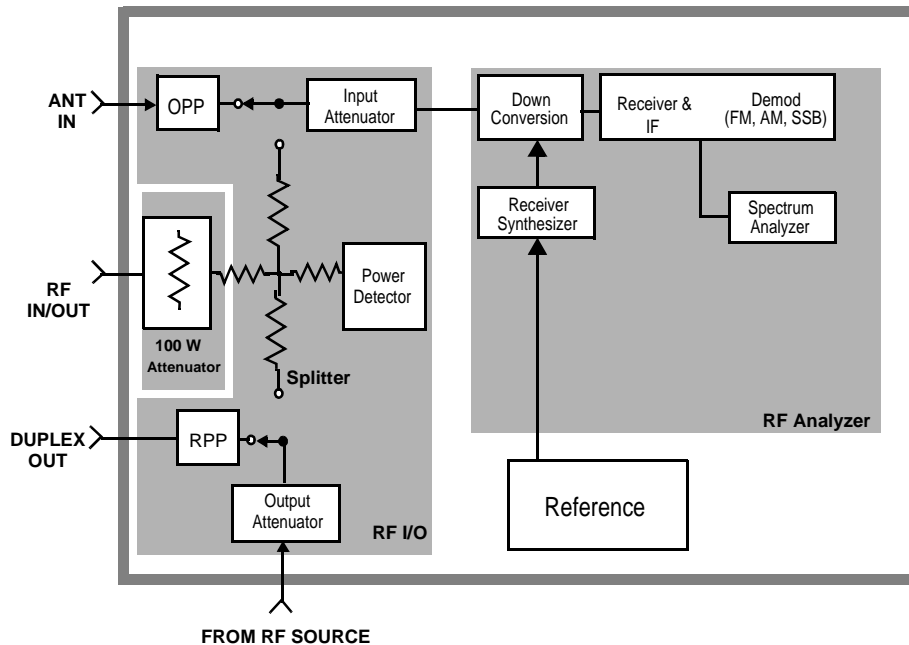 ANT
IN
OPP
Input
Attenuator
Down
Conversion
Receiver &
IF
Demod
(FM, AM, SSB)
Receiver
Synthesizer
Spectrum
Analyzer
RF
IN/OUT
100 W
Attenuator
Power
Detector
Splitter
DUPLEX
OUT
RPP
Output
Attenuator
RF I/O
RF Analyzer
Reference
FROM RF SOURCE